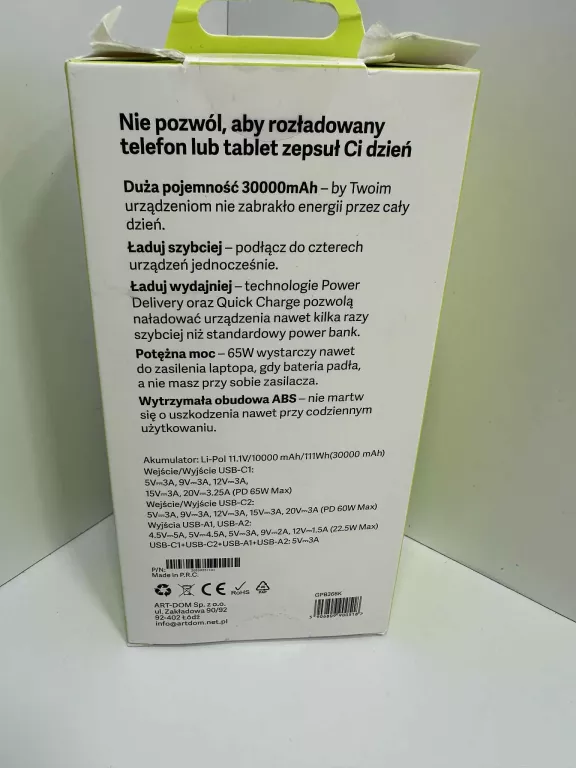 Nie pozwól, aby rozładowany
telefon lub tablet zepsuł Ci dzień
Duża pojemność 30000mAh – by Twoim
urządzeniom nie zabrakło energii przez cały
dzień.
Ładuj szybciej – podłącz do czterech
urządzeń jednocześnie.
Ładuj wydajniej – technologie Power
Delivery oraz Quick Charge pozwolą
naładować urządzenia nawet kilka razy
szybciej niż standardowy power bank.
Potężna moc – 65W wystarczy nawet
do zasilenia laptopa, gdy bateria padła,
a nie masz przy sobie zasilacza.
Wytrzymała obudowa ABS – nie martw
się o uszkodzenia nawet przy codziennym
użytkowaniu.
Akumulator: Li-Pol 11.1V/10000 mAh/111Wh(30000 mAh)
Wejście/Wyjście USB-C1:
5V⎓3A, 9V⎓3A, 12V⎓3A,
15V⎓3A, 20V⎓3.25A (PD 65W Max)
Wejście/Wyjście USB-C2:
5V⎓3A, 9V⎓3A, 12V⎓3A, 15V⎓3A, 20V⎓3A (PD 60W Max)
Wyjścia USB-A1, USB-A2:
4.5V⎓5A, 5V⎓4.5A, 5V⎓3A, 9V⎓2A, 12V⎓1.5A (22.5W Max)
USB-C1+USB-C2+USB-A1+USB-A2: 5V⎓3A
P/N:
Made in P.R.C.
CE RoHS
ART-DOM Sp. z o.o.
ul. Zakładowa 90/92
92-402 Łódź
info@artdom.net.pl